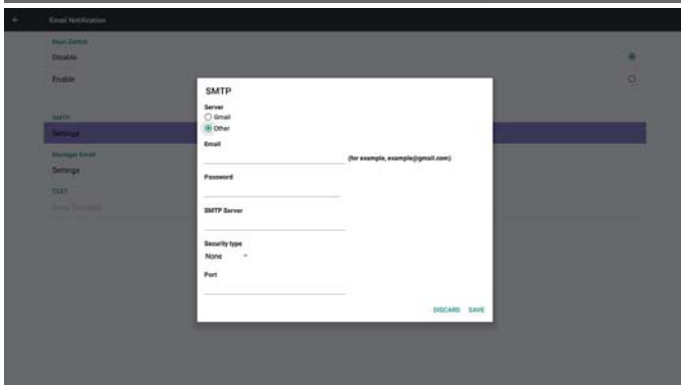 Email Notification
Main Switch
Disable
Enable
SMTP
Settings
Manager Email
Settings
TEST
SMTP
Server
Gmail
Other
Email
(for example, example@gmail.com)
Password
SMTP Server
Security type
None
Port
DISCARD SAVE